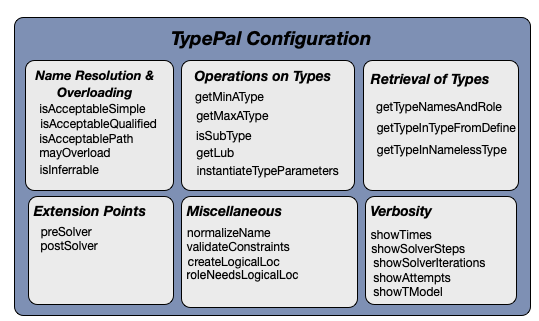 TypePal Configuration
Name Resolution &
Overloading
isAcceptableSimple
isAcceptableQualified
isAcceptablePath
mayOverload
isInferrable
Operations on Types
getMinAType
getMaxAType
isSubType
getLub
instantiateTypeParameters
Retrieval of Types
getTypeNamesAndRole
getTypeInTypeFromDefine
getTypeInNamelessType
Extension Points
preSolver
postSolver
Miscellaneous
normalizeName
validateConstraints
createLogicalLoc
roleNeedsLogicalLoc
Verbosity
showTimes
showSolverSteps
showSolverIterations
showAttempts
showTModel